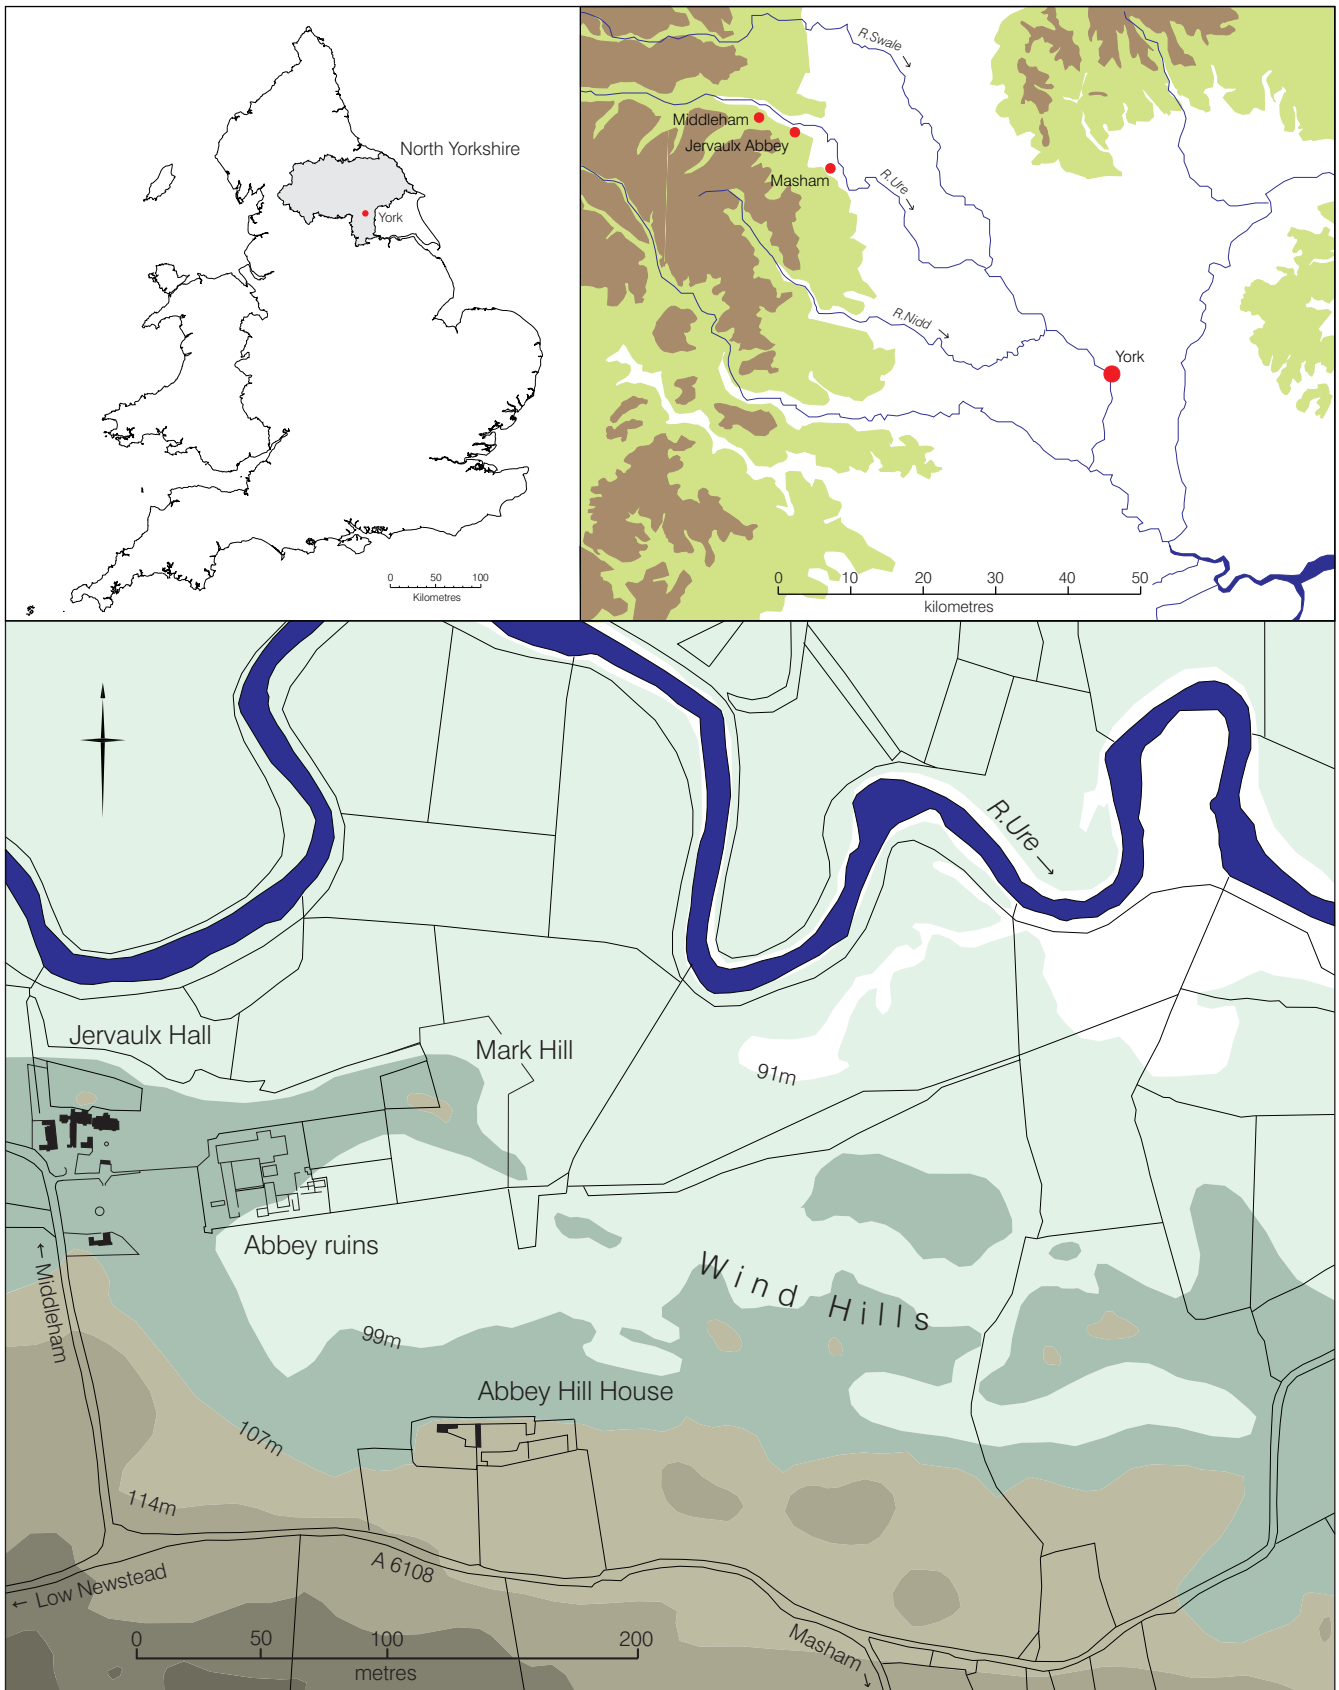 North Yorkshire
York
0 50 100
Kilometres
R.Swale →
Middleham
Jervaulx Abbey
Masham
R.Ure →
R.Nidd →
York
0 10 20 30 40 50
kilometres
R.Ure →
Jervaulx Hall
Mark Hill
91m
Abbey ruins
Wind Hills
← Middleham
99m
Abbey Hill House
107m
114m
A 6108
← Low Newstead
0 50 100 200
metres
Masham →